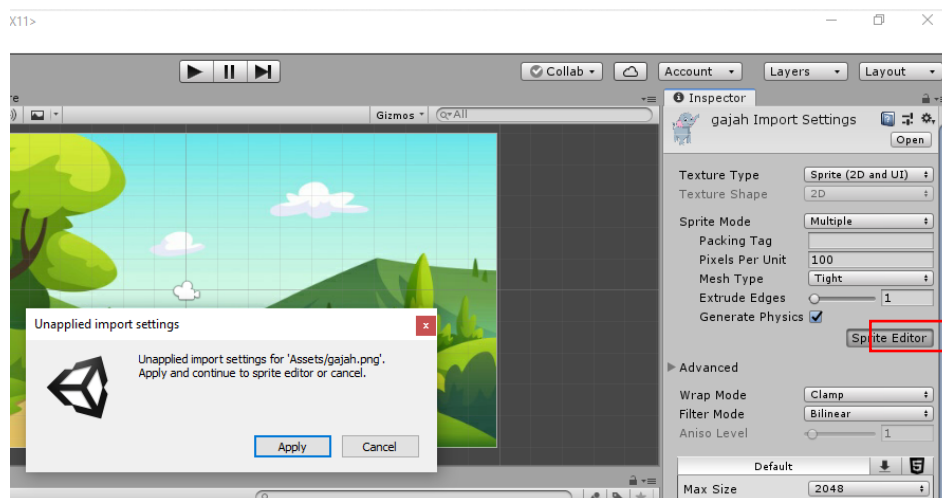 X11>
Collab
Account
Layers
Layout
Inspector
Gizmos
All
gajah Import Settings
Open
Texture Type
Sprite (2D and UI)
Texture Shape
2D
Sprite Mode
Multiple
Packing Tag
Pixels Per Unit
100
Mesh Type
Tight
Extrude Edges
1
Generate Physics
Sprite Editor
Unapplied import settings
x
Unapplied import settings for 'Assets/gajah.png'.
Apply and continue to sprite editor or cancel.
Apply
Cancel
Advanced
Wrap Mode
Clamp
Filter Mode
Bilinear
Aniso Level
1
Default
Max Size
2048